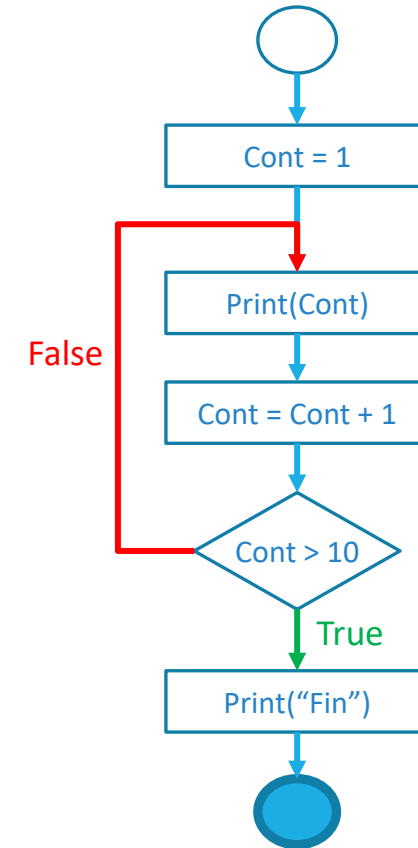 Cont = 1
Print(Cont)
False
Cont = Cont + 1
Cont > 10
True
Print(“Fin”)